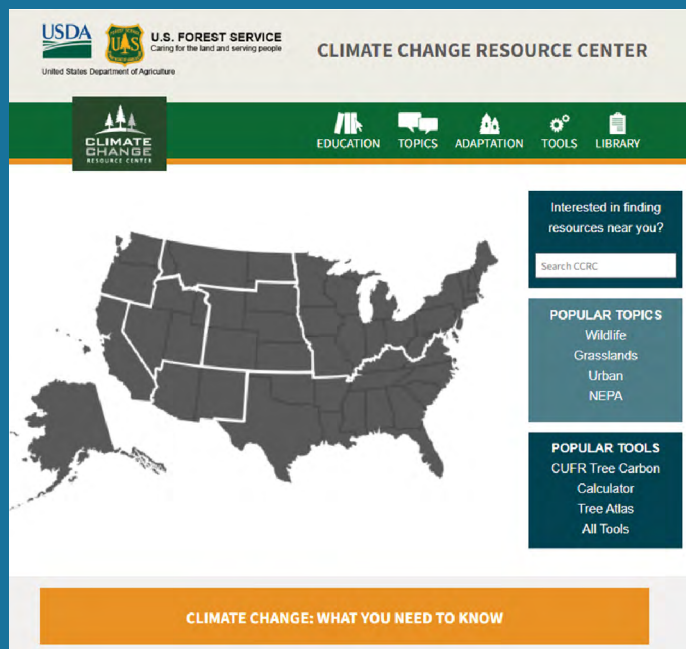 USDA
United States Department of Agriculture
UAS
U.S. FOREST SERVICE
Caring for the land and serving people
CLIMATE CHANGE RESOURCE CENTER
CLIMATE
CHANGE
RESOURCE CENTER
EDUCATION TOPICS ADAPTATION TOOLS LIBRARY
Interested in finding
resources near you?
Search CCRC
POPULAR TOPICS
Wildlife
Grasslands
Urban
NEPA
POPULAR TOOLS
CUFR Tree Carbon
Calculator
Tree Atlas
All Tools
CLIMATE CHANGE: WHAT YOU NEED TO KNOW